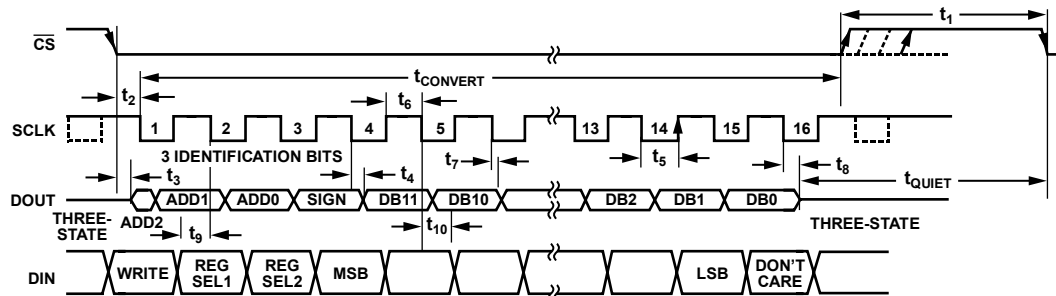 t1
CS
tCONVERT
t2
t6
SCLK
1 2 3 4 5 13 14 15 16
3 IDENTIFICATION BITS
t3 t4 t7 t5 t8
tQUIET
DOUT
ADD1 ADD0 SIGN DB11 DB10 DB2 DB1 DB0
THREE-STATE
ADD2
THREE-STATE
t9 t10
DIN
WRITE REG SEL1 REG SEL2 MSB LSB DON'T CARE